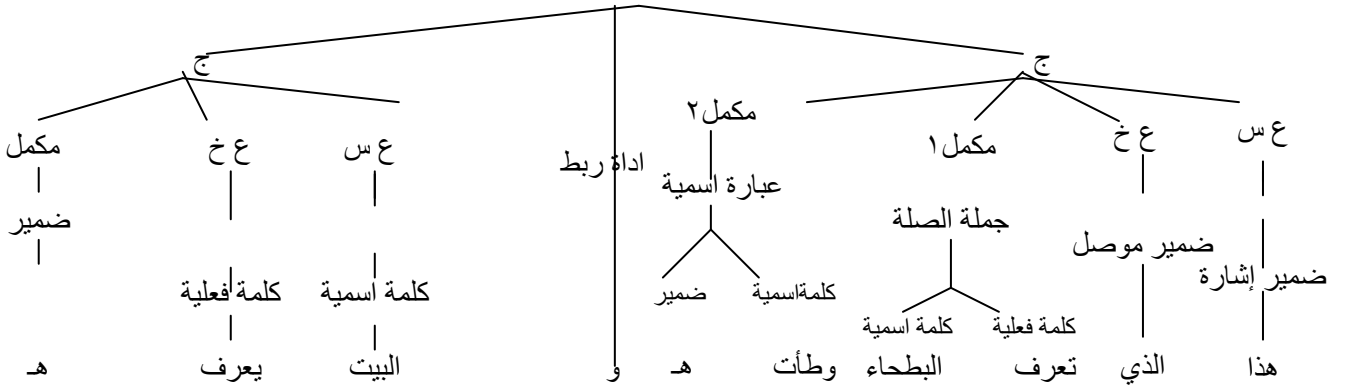 ج ج
ع س ع خ مكمل١ مكمل٢ اداة ربط ع س ع خ مكمل
عبارة اسمية
جملة الصلة ضمير
ضمير إشارة ضمير موصل كلمةاسمية ضمير كلمة اسمية كلمة فعلية
كلمة فعلية كلمة اسمية
هذا الذي تعرف البطحاء وطأت هـ و البيت يعرف هـ